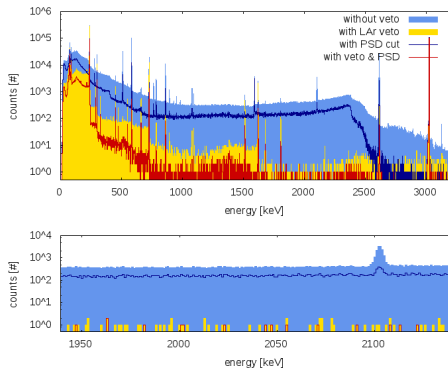 without veto
with LAr veto
with PSD cut
with veto & PSD
counts [#]
10^6
10^5
10^4
10^3
10^2
10^1
10^0
0 500 1000 1500 2000 2500 3000
energy [keV]
counts [#]
10^4
10^3
10^2
10^1
10^0
1950 2000 2050 2100
energy [keV]